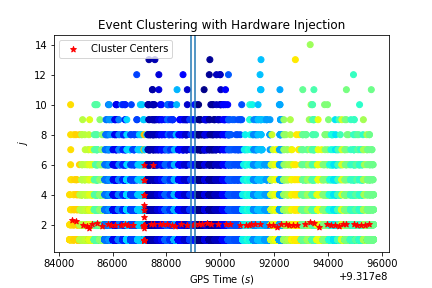 Event Clustering with Hardware Injection
14
12
10
8
6
4
2
j
Cluster Centers
84000 86000 88000 90000 92000 94000 96000
+9.317e8
GPS Time (s)